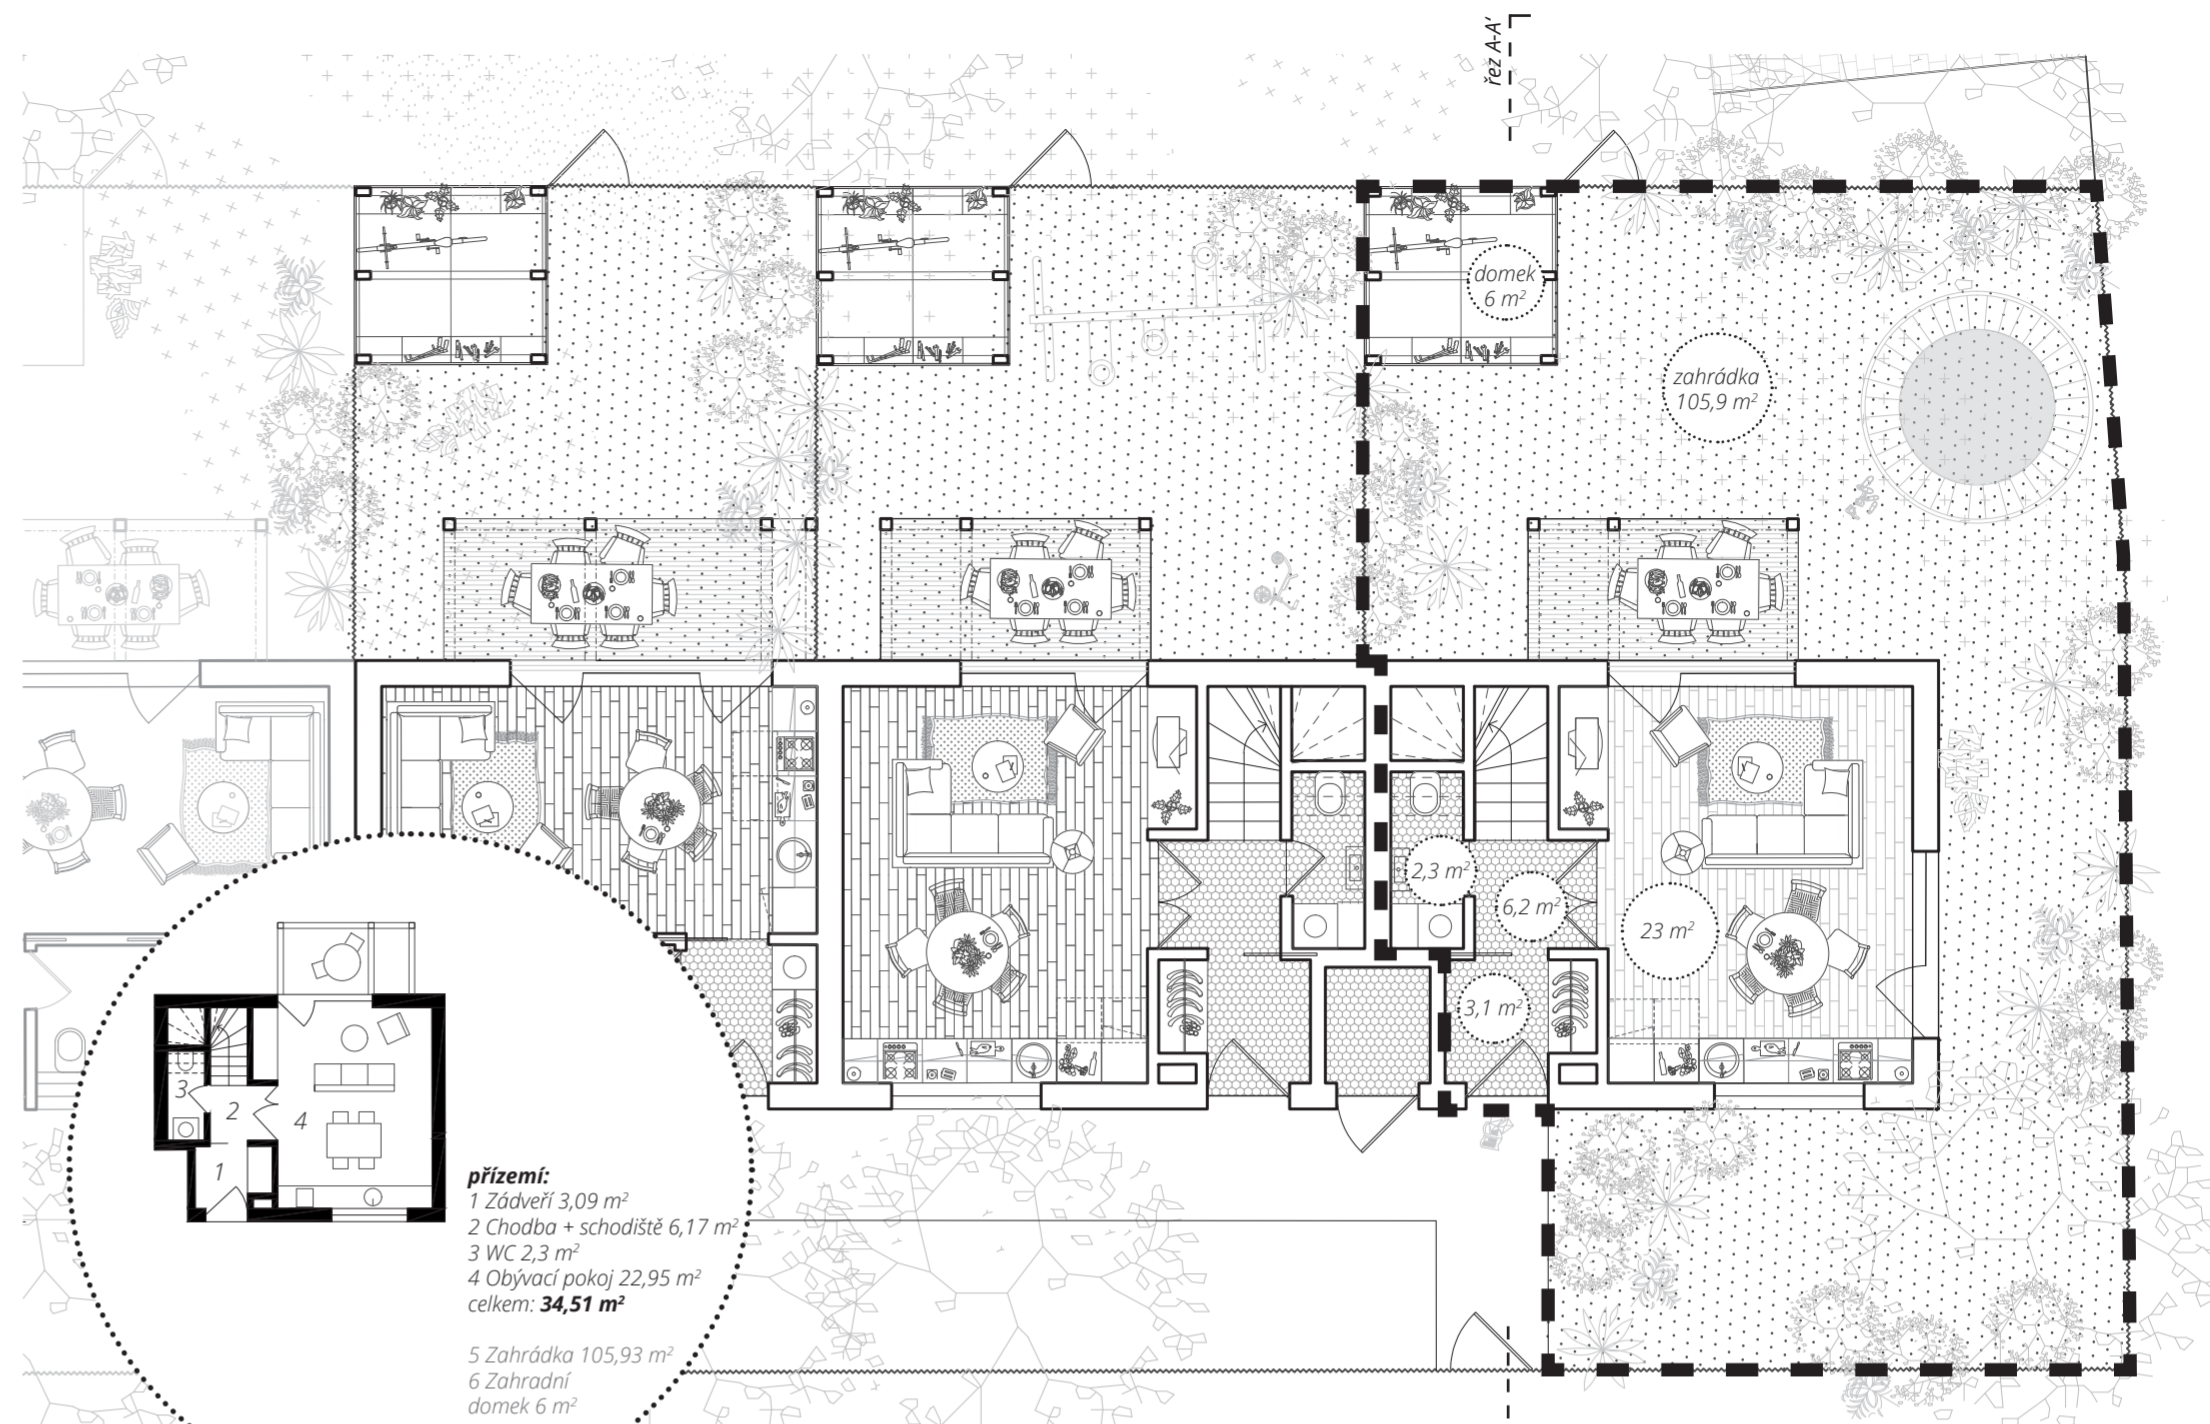 řez A-A'
domek
6 m²
zahrádka
105,9 m²
2,3 m²
6,2 m²
23 m²
3,1 m²
3
2
4
1
přízemí:
1 Zádveří 3,09 m²
2 Chodba + schodiště 6,17 m²
3 WC 2,3 m²
4 Obývací pokoj 22,95 m²
celkem: 34,51 m²
5 Zahrádka 105,93 m²
6 Zahradní
domek 6 m²